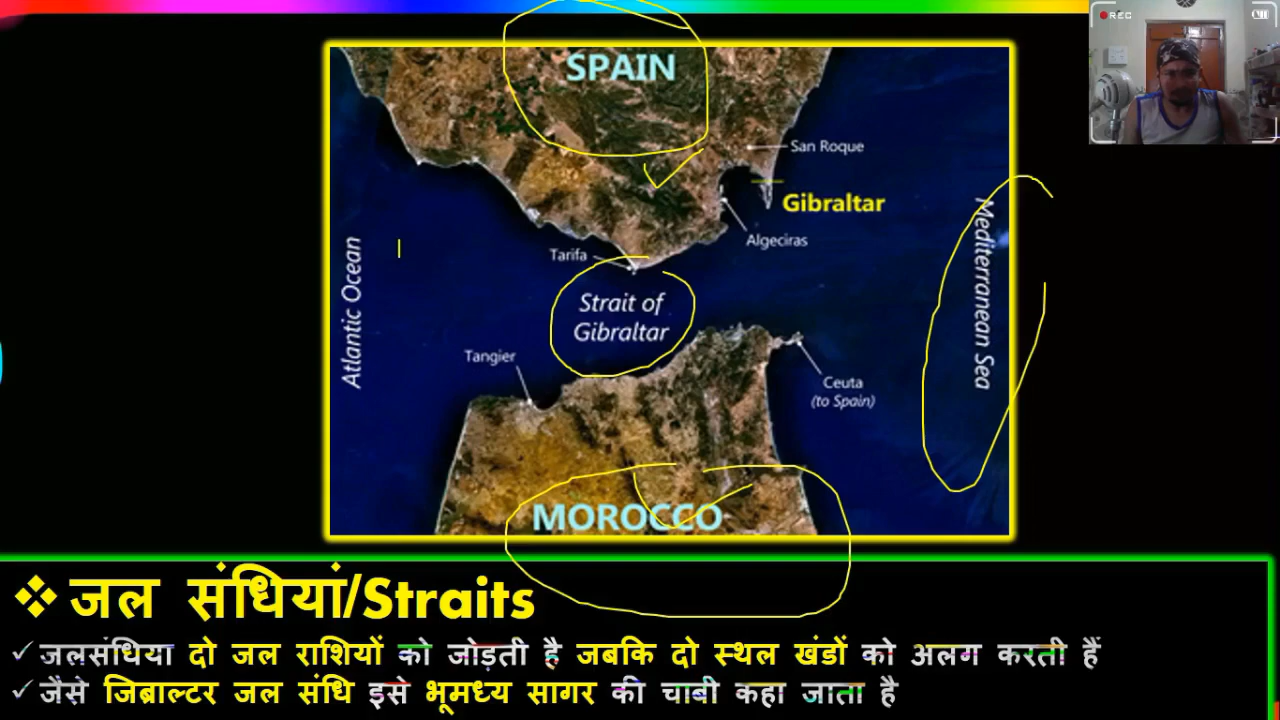 REC
SPAIN
San Roque
Gibraltar
Algeciras
Tarifa
Strait of
Gibraltar
Atlantic Ocean
Mediterranean Sea
Tangier
Ceuta
(to Spain)
MOROCCO
❖ जल संधियां/Straits
✓ जलसंधिया दो जल राशियों को जोड़ती है जबकि दो स्थल खंडों को अलग करती हैं
✓ जैसे जिब्राल्टर जल संधि इसे भूमध्य सागर की चाबी कहा जाता है